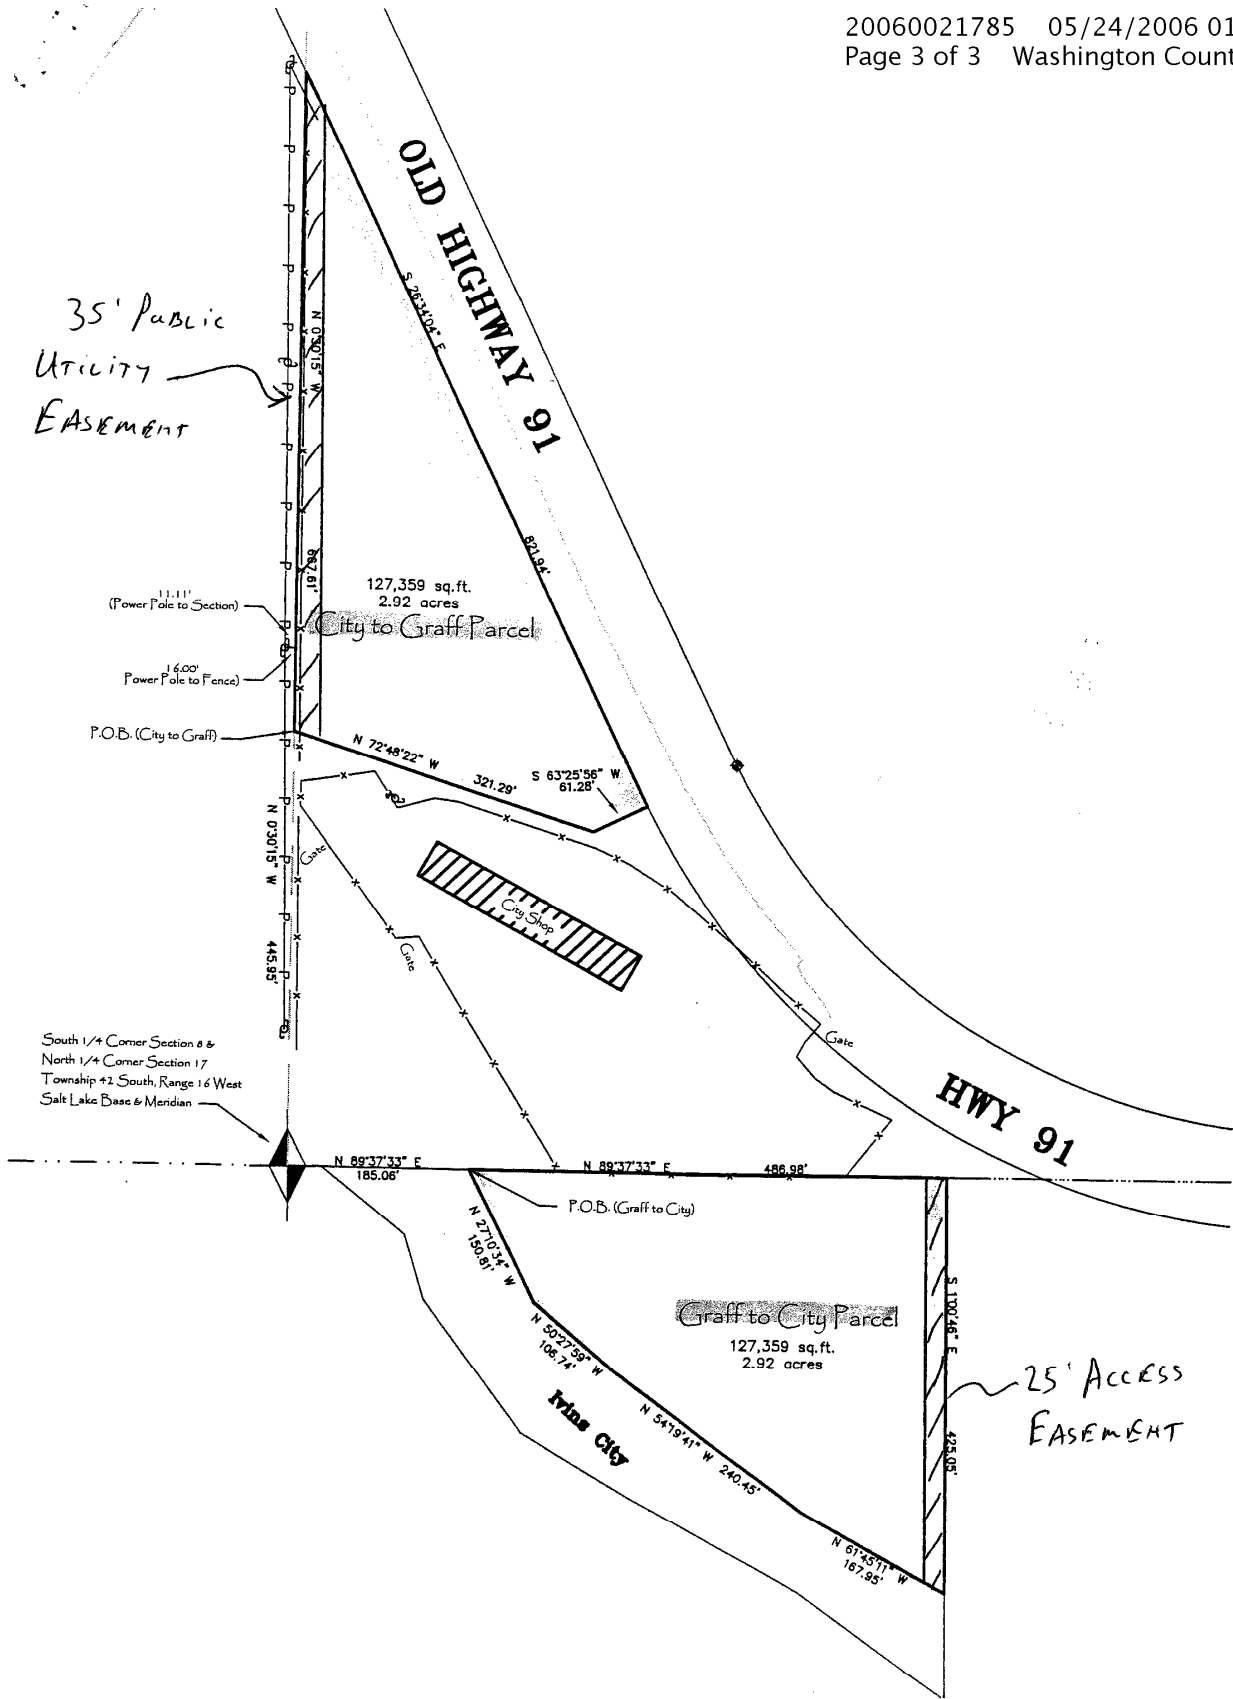 20060021785 05/24/2006 01
Page 3 of 3 Washington Count
OLD HIGHWAY 91
S 26°34'04" E
821.94'
35' PUBLIC
UTILITY
EASEMENT
N 0°30'15" W
667.61'
127,359 sq.ft.
2.92 acres
City to Graff Parcel
11.11'
(Power Pole to Section)
16.00'
Power Pole to Fence)
P.O.B. (City to Graff)
N 72°48'22" W
321.29'
S 63°25'56" W
61.28'
N 0°30'15" W
445.95'
Gate
Gate
City Shop
Gate
HWY 91
South 1/4 Corner Section 8 &
North 1/4 Corner Section 17
Township 42 South, Range 16 West
Salt Lake Base & Meridian
N 89°37'33" E
185.06'
N 89°37'33" E 486.98'
P.O.B. (Graff to City)
N 27°10'34" W
150.81'
Graff to City Parcel
127,359 sq.ft.
2.92 acres
S 1°00'46" E
425.05'
25' ACCESS
EASEMENT
N 50°27'59" W
106.74'
Ivins City
N 54°19'41" W 240.45'
N 61°45'11" W
167.95'